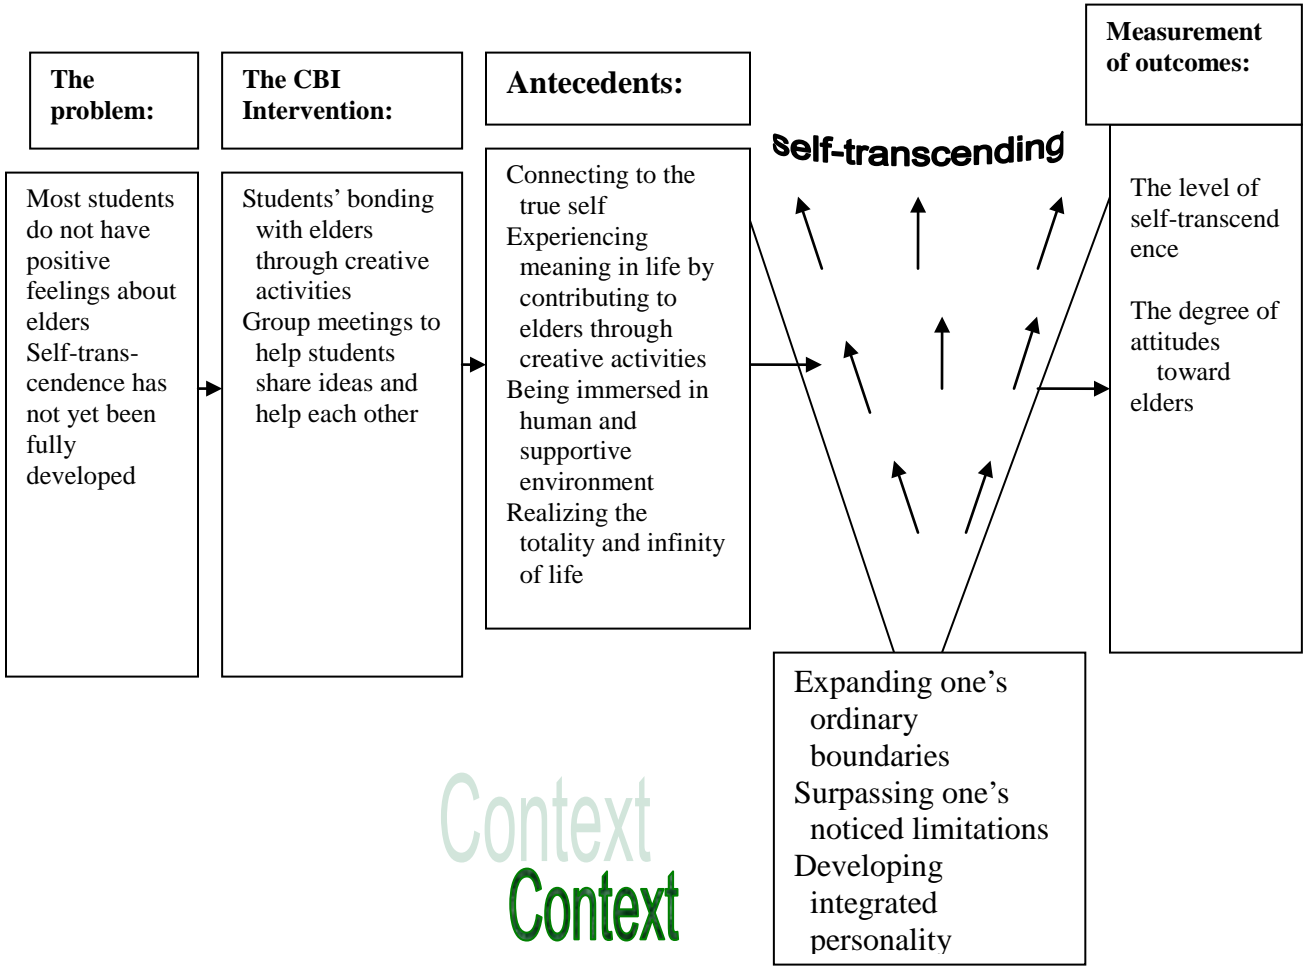 The
problem:
Most students
do not have
positive
feelings about
elders
Self-trans-
cendence has
not yet been
fully
developed
The CBI
Intervention:
Students’ bonding
with elders
through creative
activities
Group meetings to
help students
share ideas and
help each other
Antecedents:
Connecting to the
true self
Experiencing
meaning in life by
contributing to
elders through
creative activities
Being immersed in
human and
supportive
environment
Realizing the
totality and infinity
of life
self-transcending
Expanding one’s
ordinary
boundaries
Surpassing one’s
noticed limitations
Developing
integrated
personality
Measurement
of outcomes:
The level of
self-transcend
ence
The degree of
attitudes
toward
elders
Context
Context